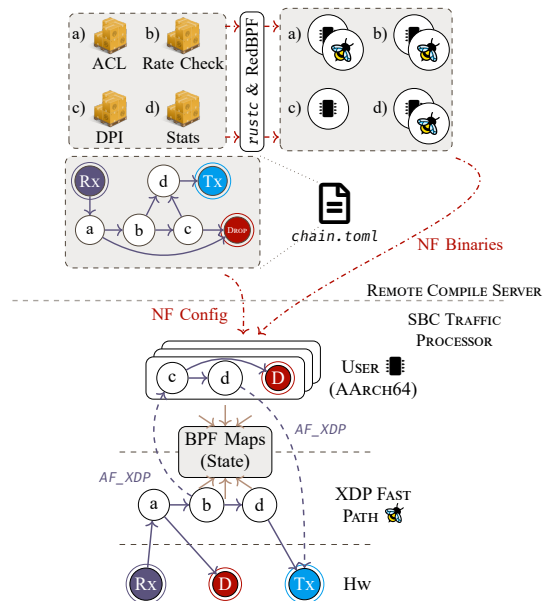 a)
ACL
b)
Rate Check
c)
DPI
d)
Stats
rustc & RedBPF
a)
b)
c)
d)
Rx
d
Tx
a
b
c
DROP
chain.toml
NF Binaries
NF Config
REMOTE COMPILE SERVER
SBC TRAFFIC
PROCESSOR
c
d
D
USER
(AARCH64)
AF_XDP
BPF Maps
(State)
AF_XDP
a
b
d
XDP FAST
PATH
Rx
D
Tx
HW